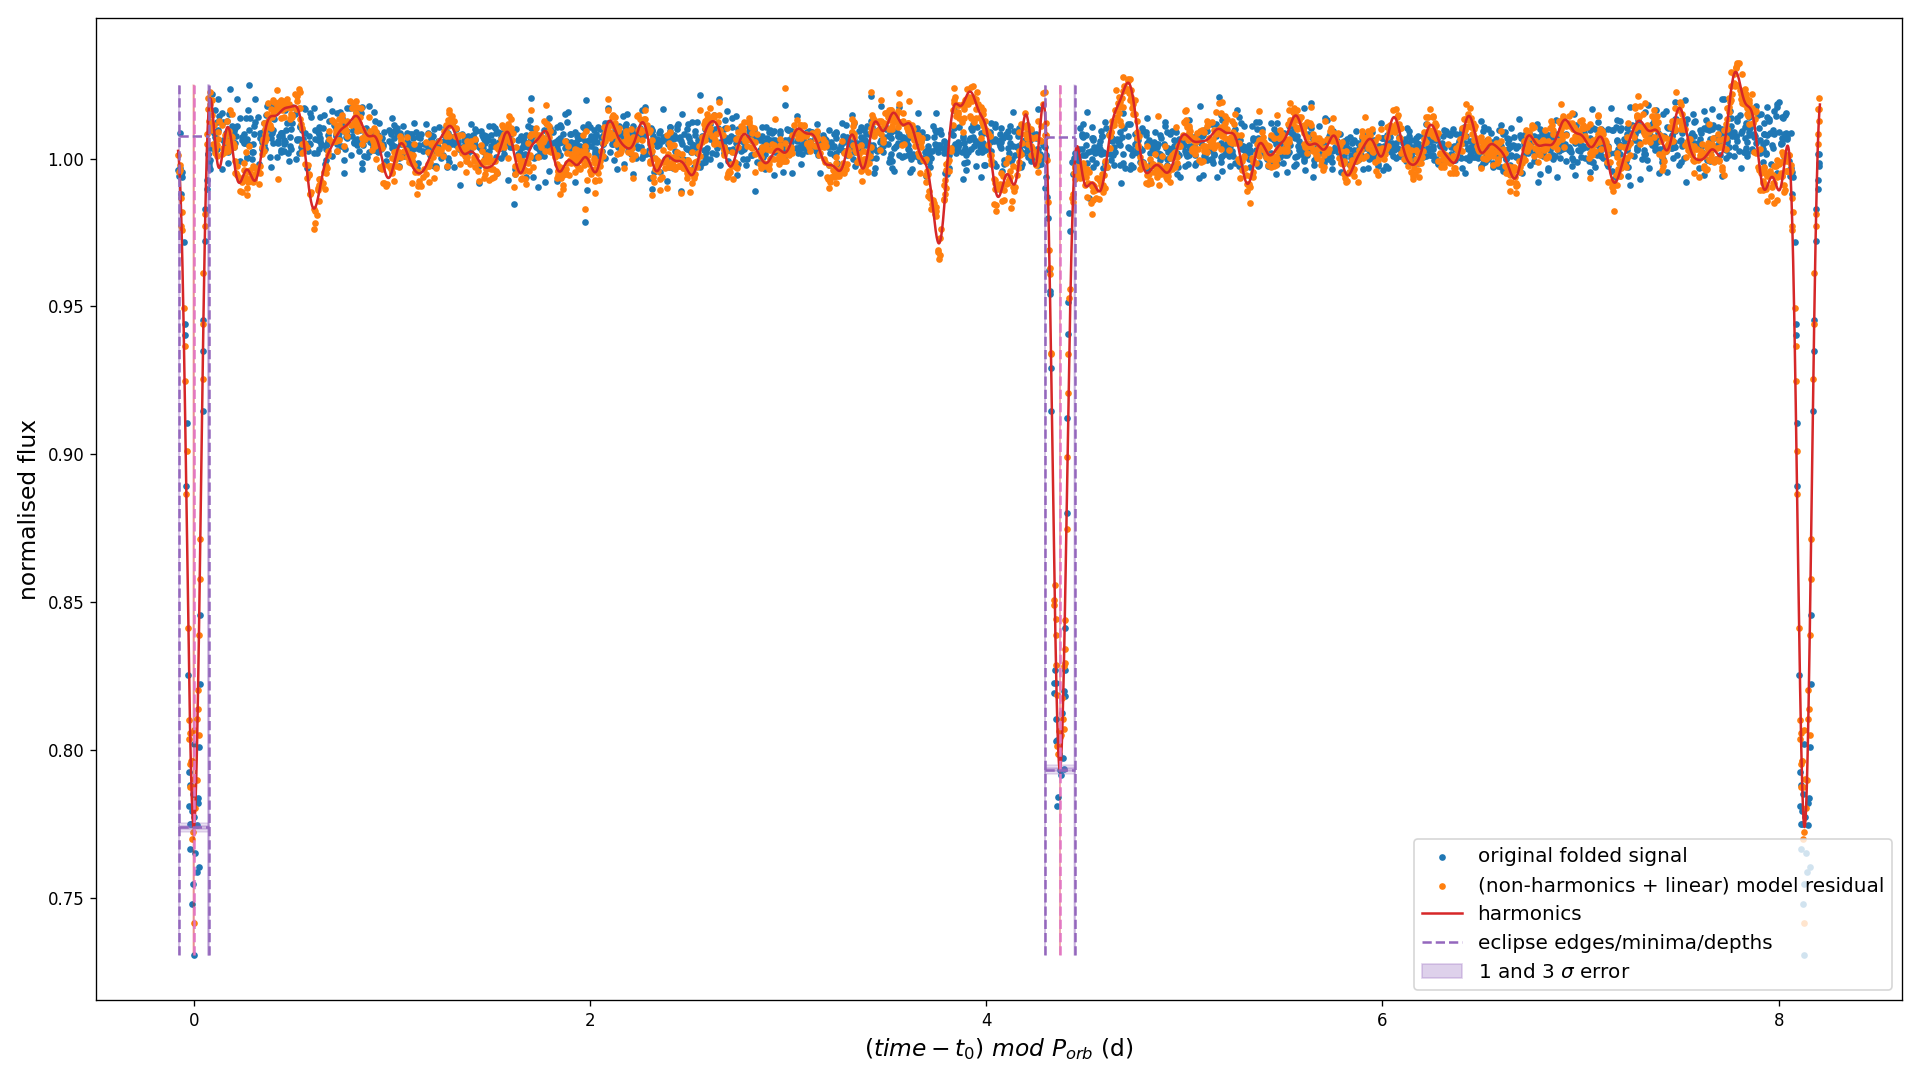 normalised flux
1.00
0.95
0.90
0.85
0.80
0.75
0
2
4
6
8
(time − t₀) mod Pₒᵣb (d)
original folded signal
(non-harmonics + linear) model residual
harmonics
eclipse edges/minima/depths
1 and 3 σ error